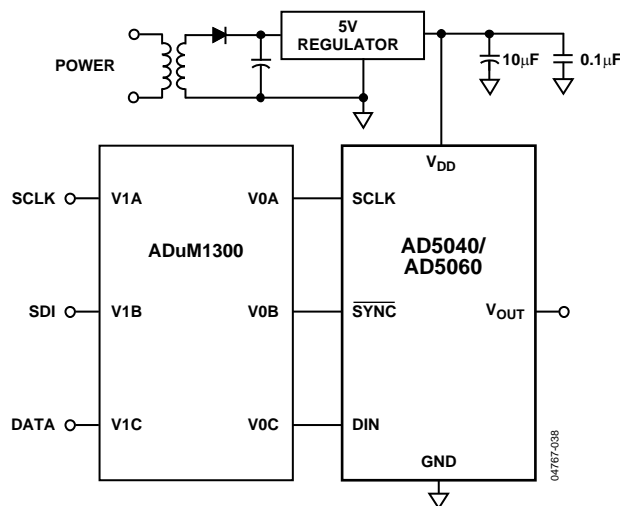 5V
REGULATOR
POWER
10µF
0.1µF
VDD
SCLK
V1A
V0A
SCLK
ADuM1300
AD5040/
AD5060
SDI
V1B
V0B
SYNC
VOUT
DATA
V1C
V0C
DIN
GND
04767-038